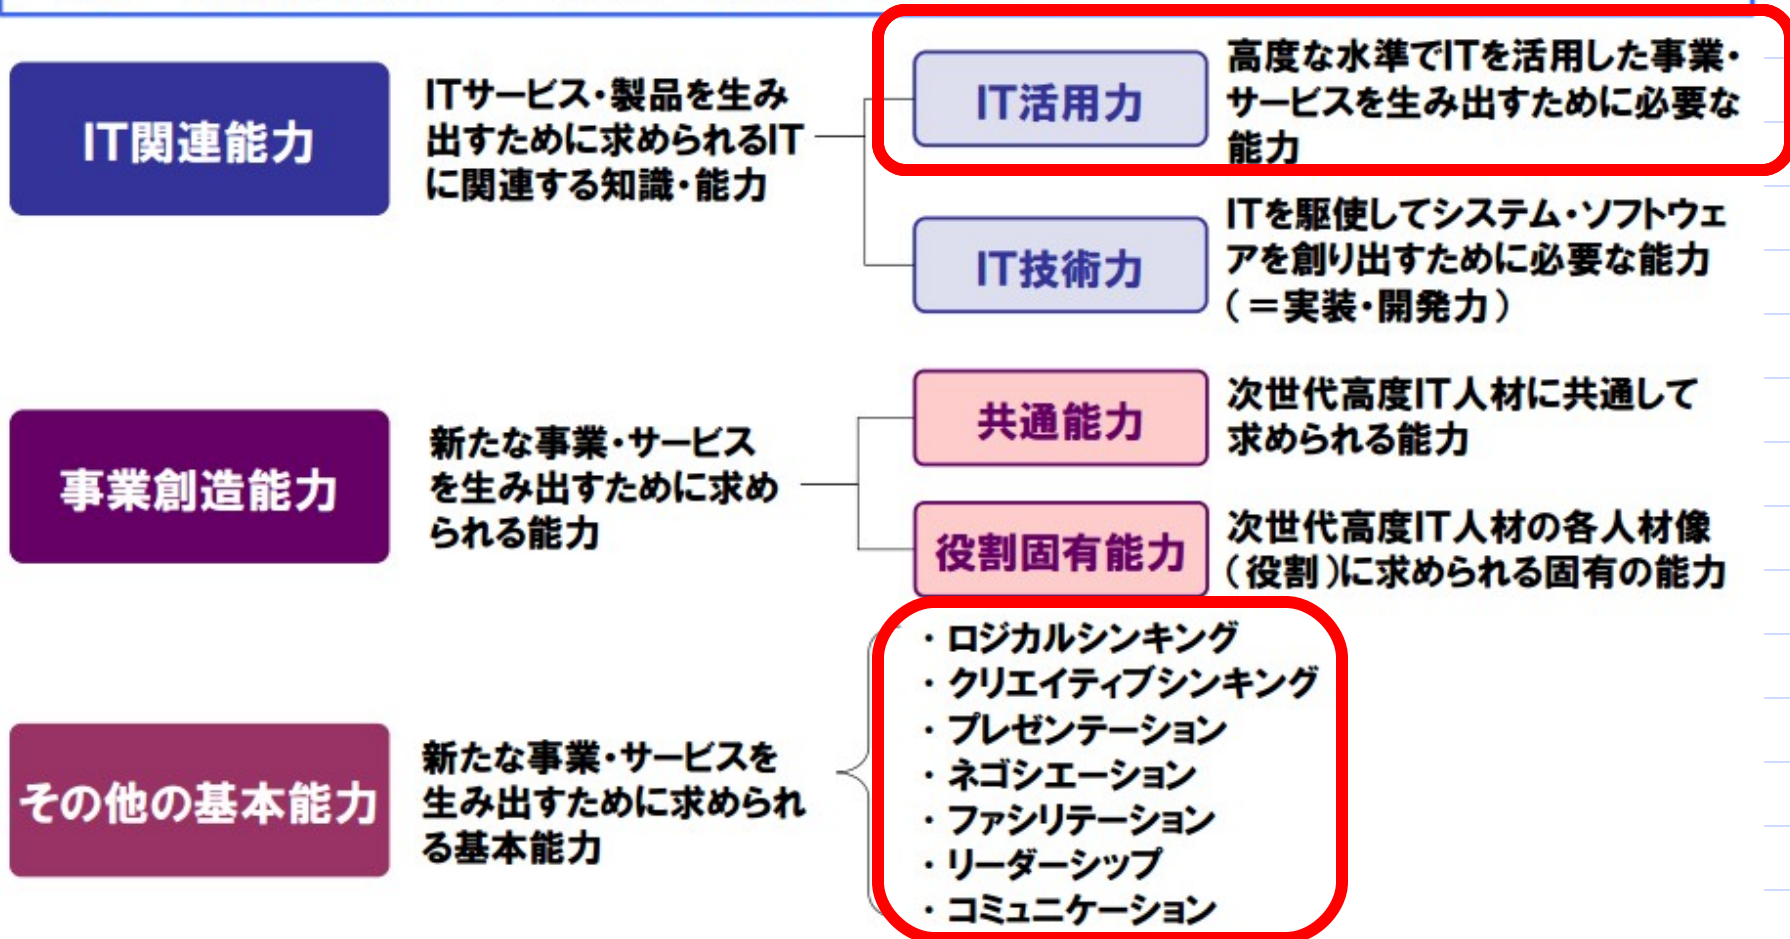 IT関連能力
ITサービス・製品を生み
出すために求められるIT
に関連する知識・能力
IT活用力
高度な水準でITを活用した事業・
サービスを生み出すために必要な
能力
IT技術力
ITを駆使してシステム・ソフトウェ
アを創り出すために必要な能力
(＝実装・開発力)
事業創造能力
新たな事業・サービス
を生み出すために求め
られる能力
共通能力
次世代高度IT人材に共通して
求められる能力
役割固有能力
次世代高度IT人材の各人材像
(役割)に求められる固有の能力
その他の基本能力
新たな事業・サービスを
生み出すために求められ
る基本能力
・ロジカルシンキング
・クリエイティブシンキング
・プレゼンテーション
・ネゴシエーション
・ファシリテーション
・リーダーシップ
・コミュニケーション